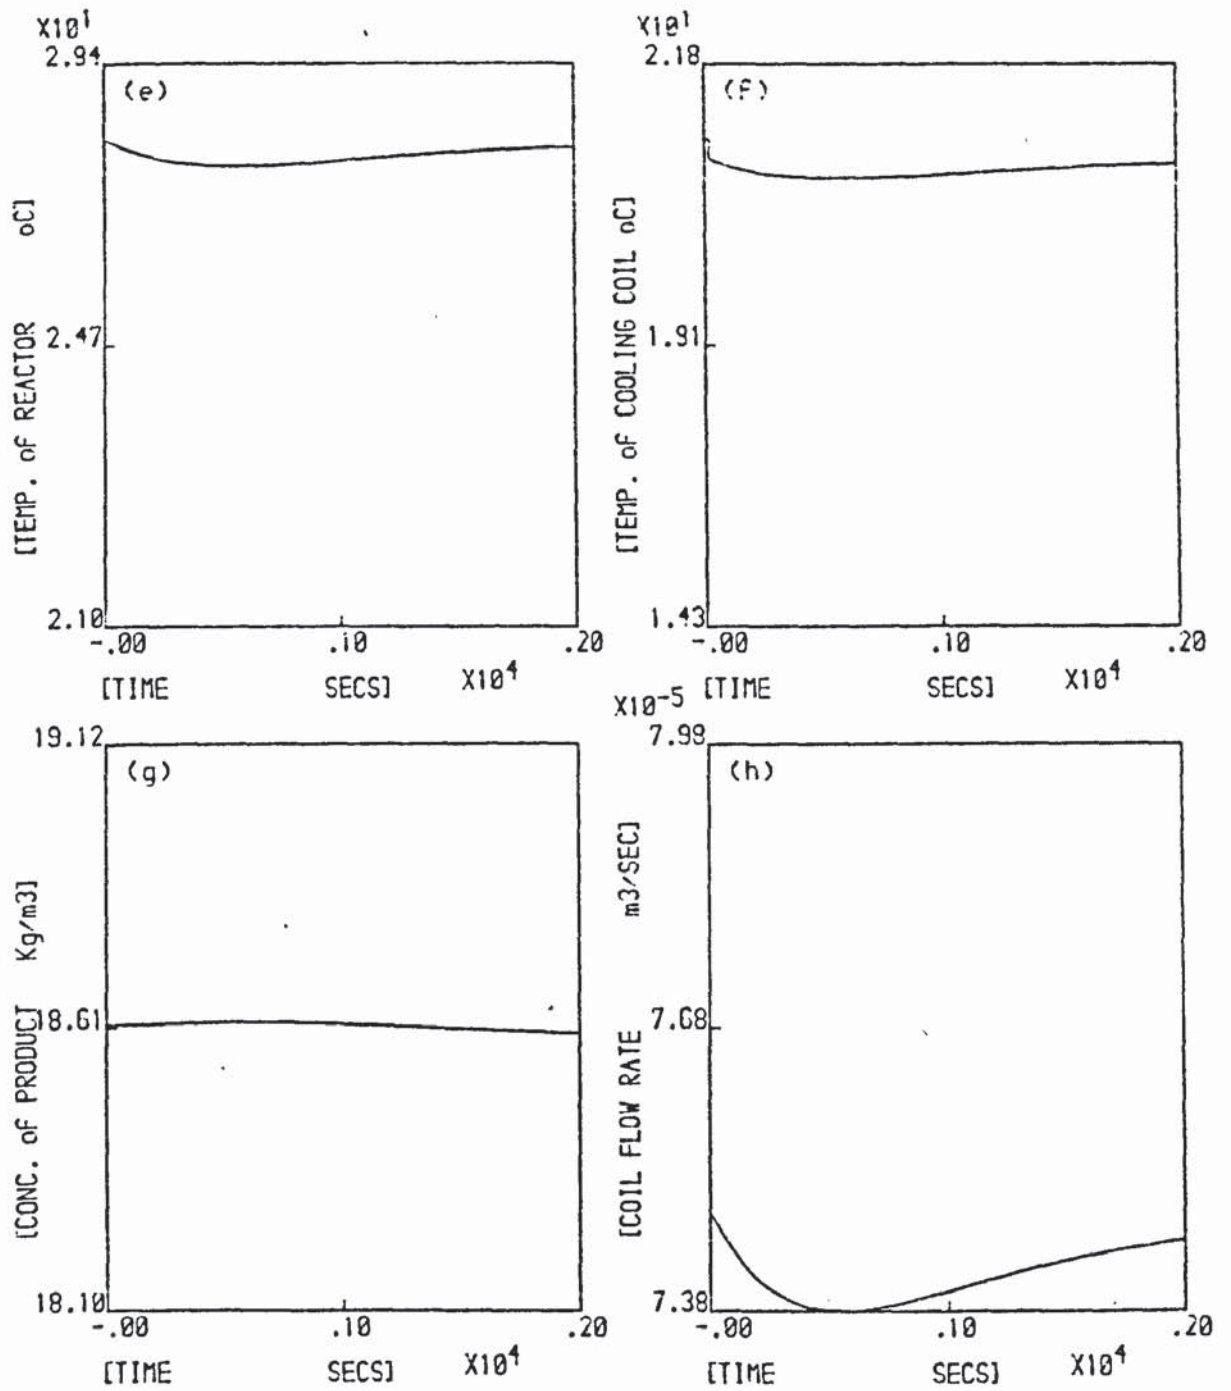 X10¹
2.94
(e)
[TEMP. of REACTOR oC]
2.47
2.10
-.00 .10 .20
[TIME SECS] X10⁴
X10¹
2.18
(f)
[TEMP. of COOLING COIL oC]
1.81
1.43
-.00 .10 .20
[TIME SECS] X10⁴
19.12
(g)
[CONC. of PRODUCT Kg/m3]
18.61
18.10
-.00 .10 .20
[TIME SECS] X10⁴
X10⁻⁵
7.98
(h)
[COIL FLOW RATE m3/SEC]
7.68
7.38
-.00 .10 .20
[TIME SECS] X10⁴